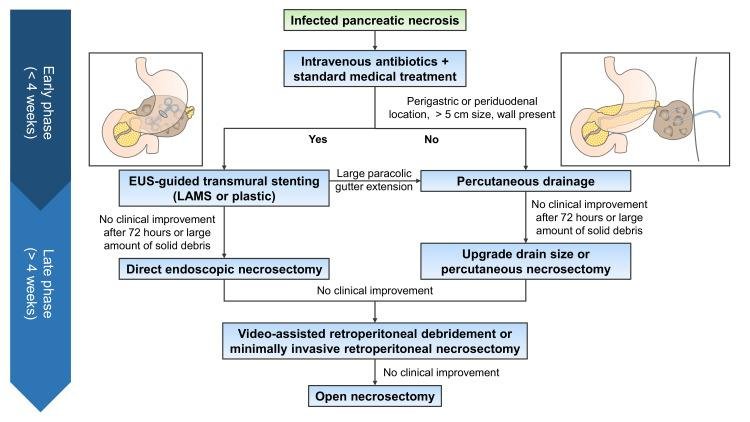 Infected pancreatic necrosis
Early phase
(< 4 weeks)
Intravenous antibiotics +
standard medical treatment
Perigastric or periduodenal
location, > 5 cm size, wall present
Yes
No
EUS-guided transmural stenting
(LAMS or plastic)
Large paracolic
gutter extension
Percutaneous drainage
No clinical improvement
after 72 hours or large
amount of solid debris
No clinical improvement
after 72 hours or large
amount of solid debris
Late phase
(> 4 weeks)
Direct endoscopic necrosectomy
Upgrade drain size or
percutaneous necrosectomy
No clinical improvement
Video-assisted retroperitoneal debridement or
minimally invasive retroperitoneal necrosectomy
No clinical improvement
Open necrosectomy